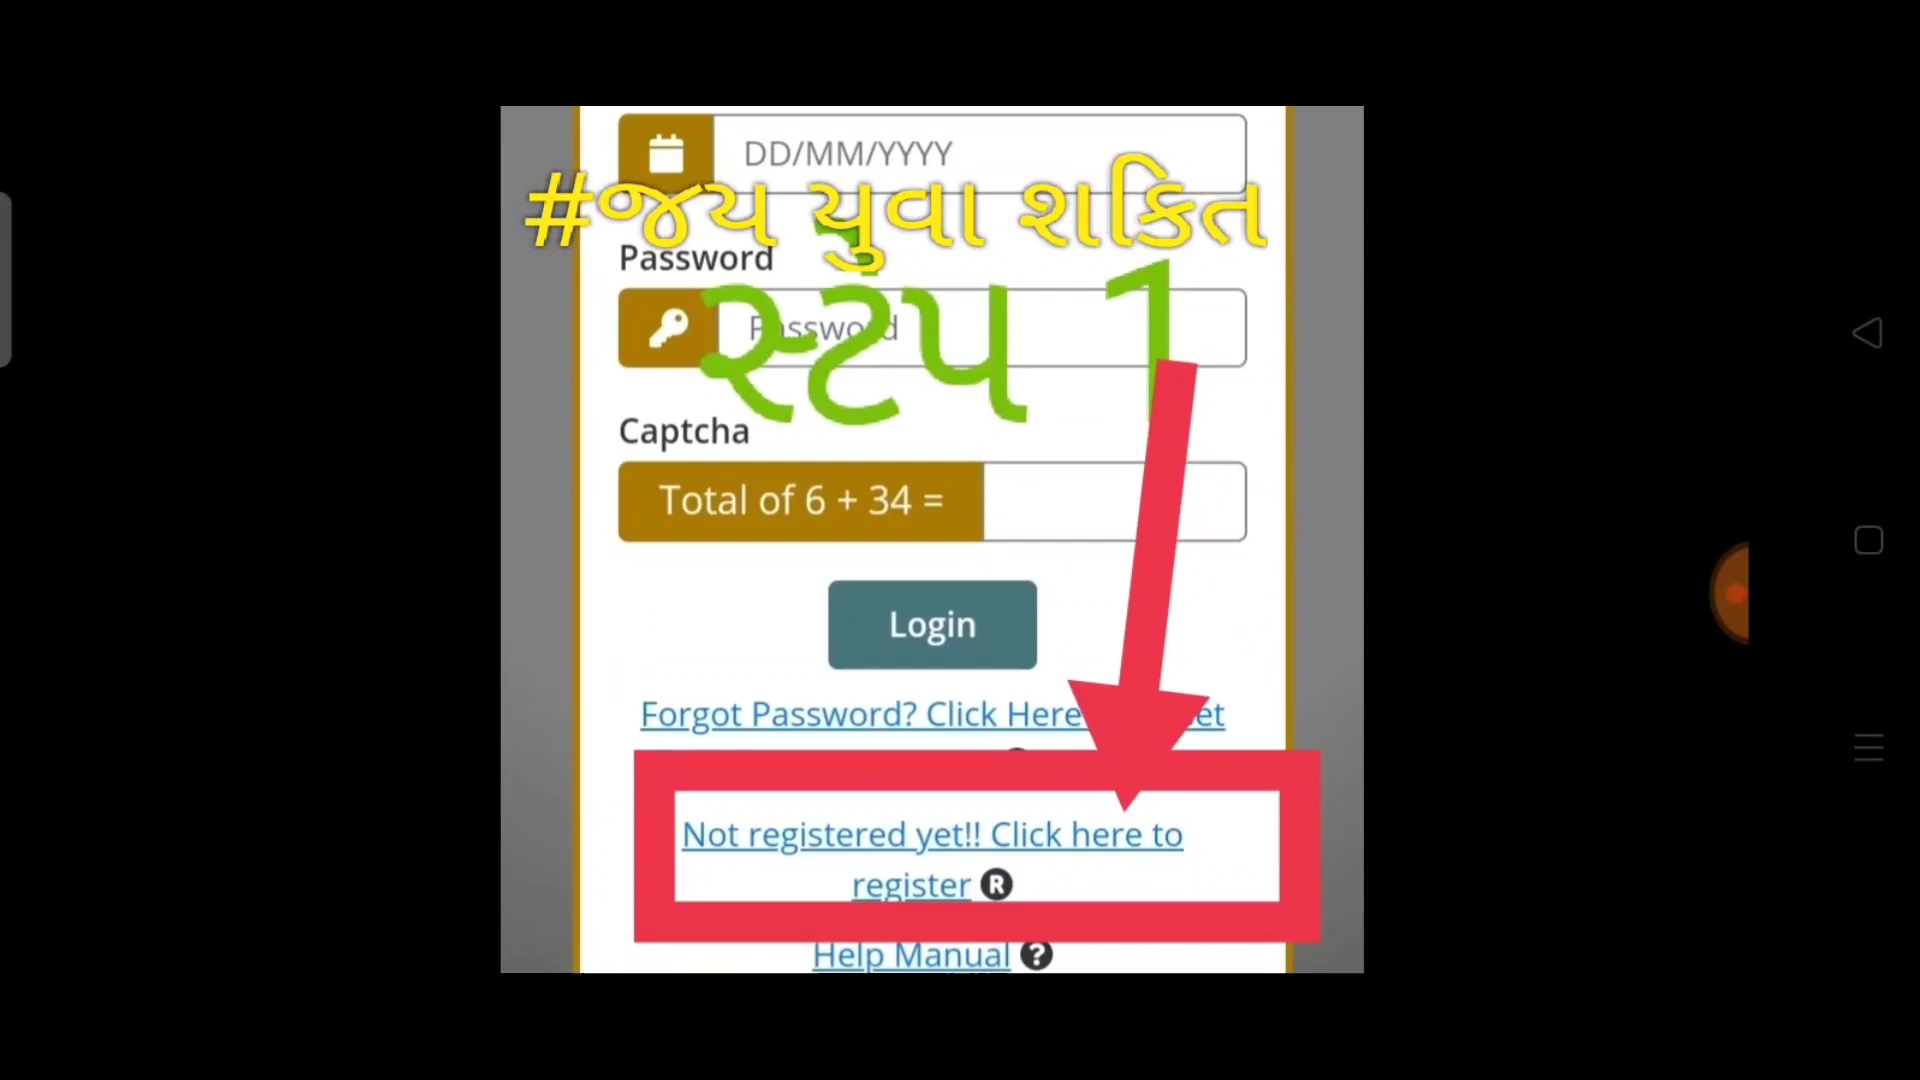 DD/MM/YYYY
#જય યુવા શક્તિ
Password
Password
સ્ટેપ 1
Captcha
Total of 6 + 34 =
Login
Forgot Password? Click Here
Not registered yet!! Click here to
register R
Help Manual ?